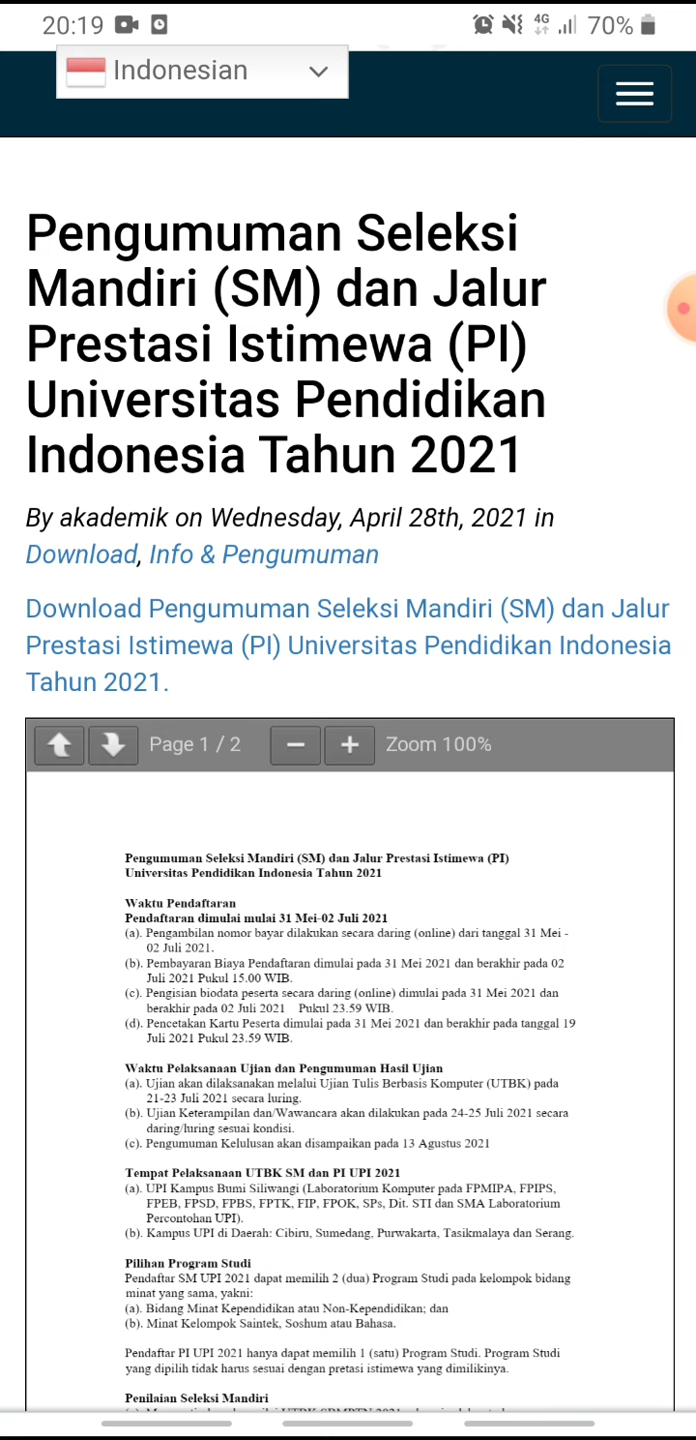 20:19
4G
70%
Indonesian
Pengumuman Seleksi
Mandiri (SM) dan Jalur
Prestasi Istimewa (PI)
Universitas Pendidikan
Indonesia Tahun 2021
By akademik on Wednesday, April 28th, 2021 in
Download, Info & Pengumuman
Download Pengumuman Seleksi Mandiri (SM) dan Jalur
Prestasi Istimewa (PI) Universitas Pendidikan Indonesia
Tahun 2021.
Page 1 / 2
Zoom 100%
Pengumuman Seleksi Mandiri (SM) dan Jalur Prestasi Istimewa (PI)
Universitas Pendidikan Indonesia Tahun 2021
Waktu Pendaftaran
Pendaftaran dimulai mulai 31 Mei-02 Juli 2021
(a). Pengambilan nomor bayar dilakukan secara daring (online) dari tanggal 31 Mei -
02 Juli 2021.
(b). Pembayaran Biaya Pendaftaran dimulai pada 31 Mei 2021 dan berakhir pada 02
Juli 2021 Pukul 15.00 WIB.
(c). Pengisian biodata peserta secara daring (online) dimulai pada 31 Mei 2021 dan
berakhir pada 02 Juli 2021 Pukul 23.59 WIB.
(d). Pencetakan Kartu Peserta dimulai pada 31 Mei 2021 dan berakhir pada tanggal 19
Juli 2021 Pukul 23.59 WIB.
Waktu Pelaksanaan Ujian dan Pengumuman Hasil Ujian
(a). Ujian akan dilaksanakan melalui Ujian Tulis Berbasis Komputer (UTBK) pada
21-23 Juli 2021 secara luring.
(b). Ujian Keterampilan dan/Wawancara akan dilakukan pada 24-25 Juli 2021 secara
daring/luring sesuai kondisi.
(c). Pengumuman Kelulusan akan disampaikan pada 13 Agustus 2021
Tempat Pelaksanaan UTBK SM dan PI UPI 2021
(a). UPI Kampus Bumi Siliwangi (Laboratorium Komputer pada FPMIPA, FPIPS,
FPEB, FPSD, FPBS, FPTK, FIP, FPOK, SPs, Dit. STI dan SMA Laboratorium
Percontohan UPI).
(b). Kampus UPI di Daerah: Cibiru, Sumedang, Purwakarta, Tasikmalaya dan Serang.
Pilihan Program Studi
Pendaftar SM UPI 2021 dapat memilih 2 (dua) Program Studi pada kelompok bidang
minat yang sama, yakni:
(a). Bidang Minat Kependidikan atau Non-Kependidikan; dan
(b). Minat Kelompok Saintek, Soshum atau Bahasa.
Pendaftar PI UPI 2021 hanya dapat memilih 1 (satu) Program Studi. Program Studi
yang dipilih tidak harus sesuai dengan pretasi istimewa yang dimilikinya.
Penilaian Seleksi Mandiri